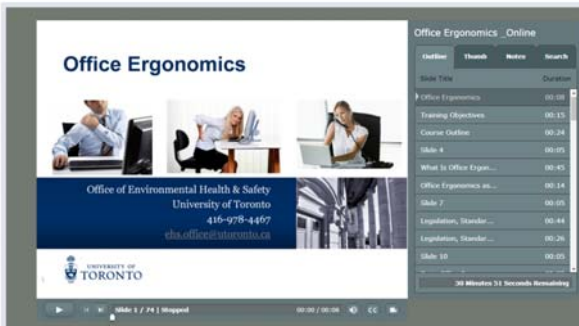 Office Ergonomics
Office of Environmental Health & Safety
University of Toronto
416-978-4467
ehs.office@utoronto.ca
UNIVERSITY OF
TORONTO
Slide 1 / 74 | Stopped
00:00 / 00:08
CC
Office Ergonomics _Online
Outline Thumb Notes Search
Slide Title Duration
Office Ergonomics 00:08
Training Objectives 00:15
Course Outline 00:24
Slide 4 00:05
What Is Office Ergon... 00:45
Office Ergonomics as... 00:14
Slide 7 00:05
Legislation, Standar... 00:44
Legislation, Standar... 00:26
Slide 10 00:05
30 Minutes 51 Seconds Remaining